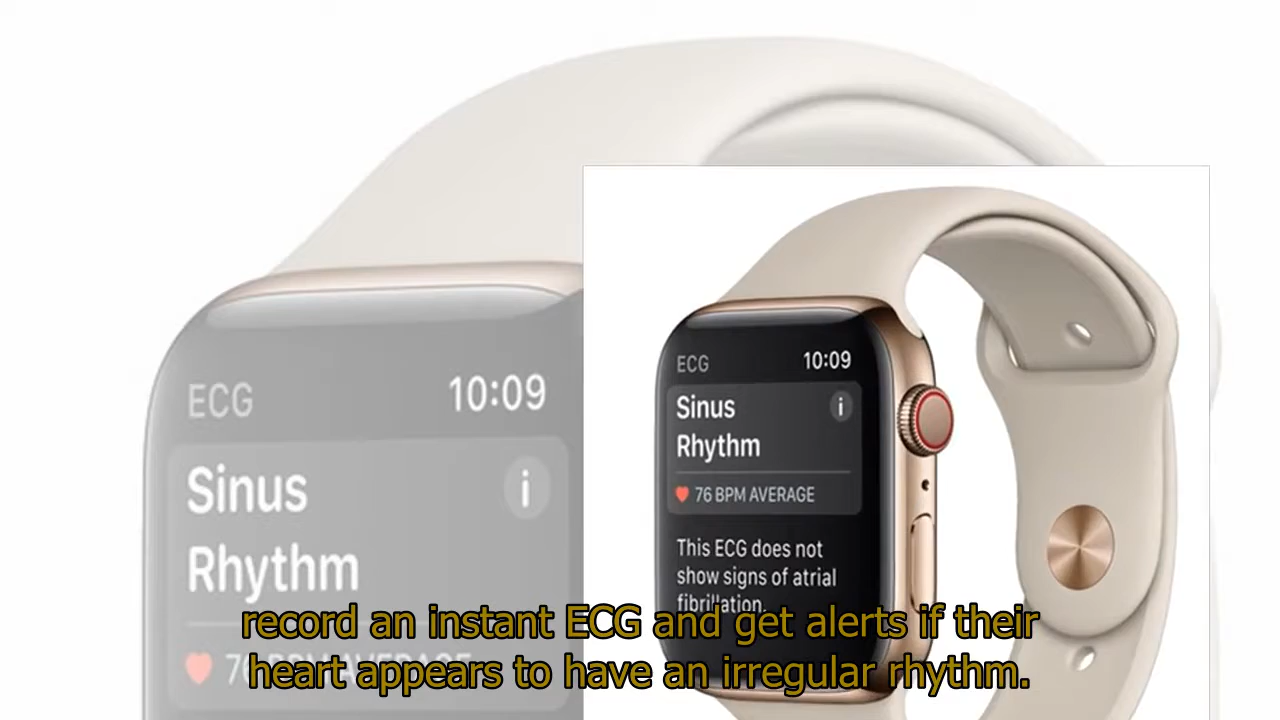 ECG 10:09
Sinus
Rhythm
76 BPM AVERAGE
This ECG does not
show signs of atrial
fibrillation.
ECG 10:09
Sinus
Rhythm
record an instant ECG and get alerts if their
heart appears to have an irregular rhythm.